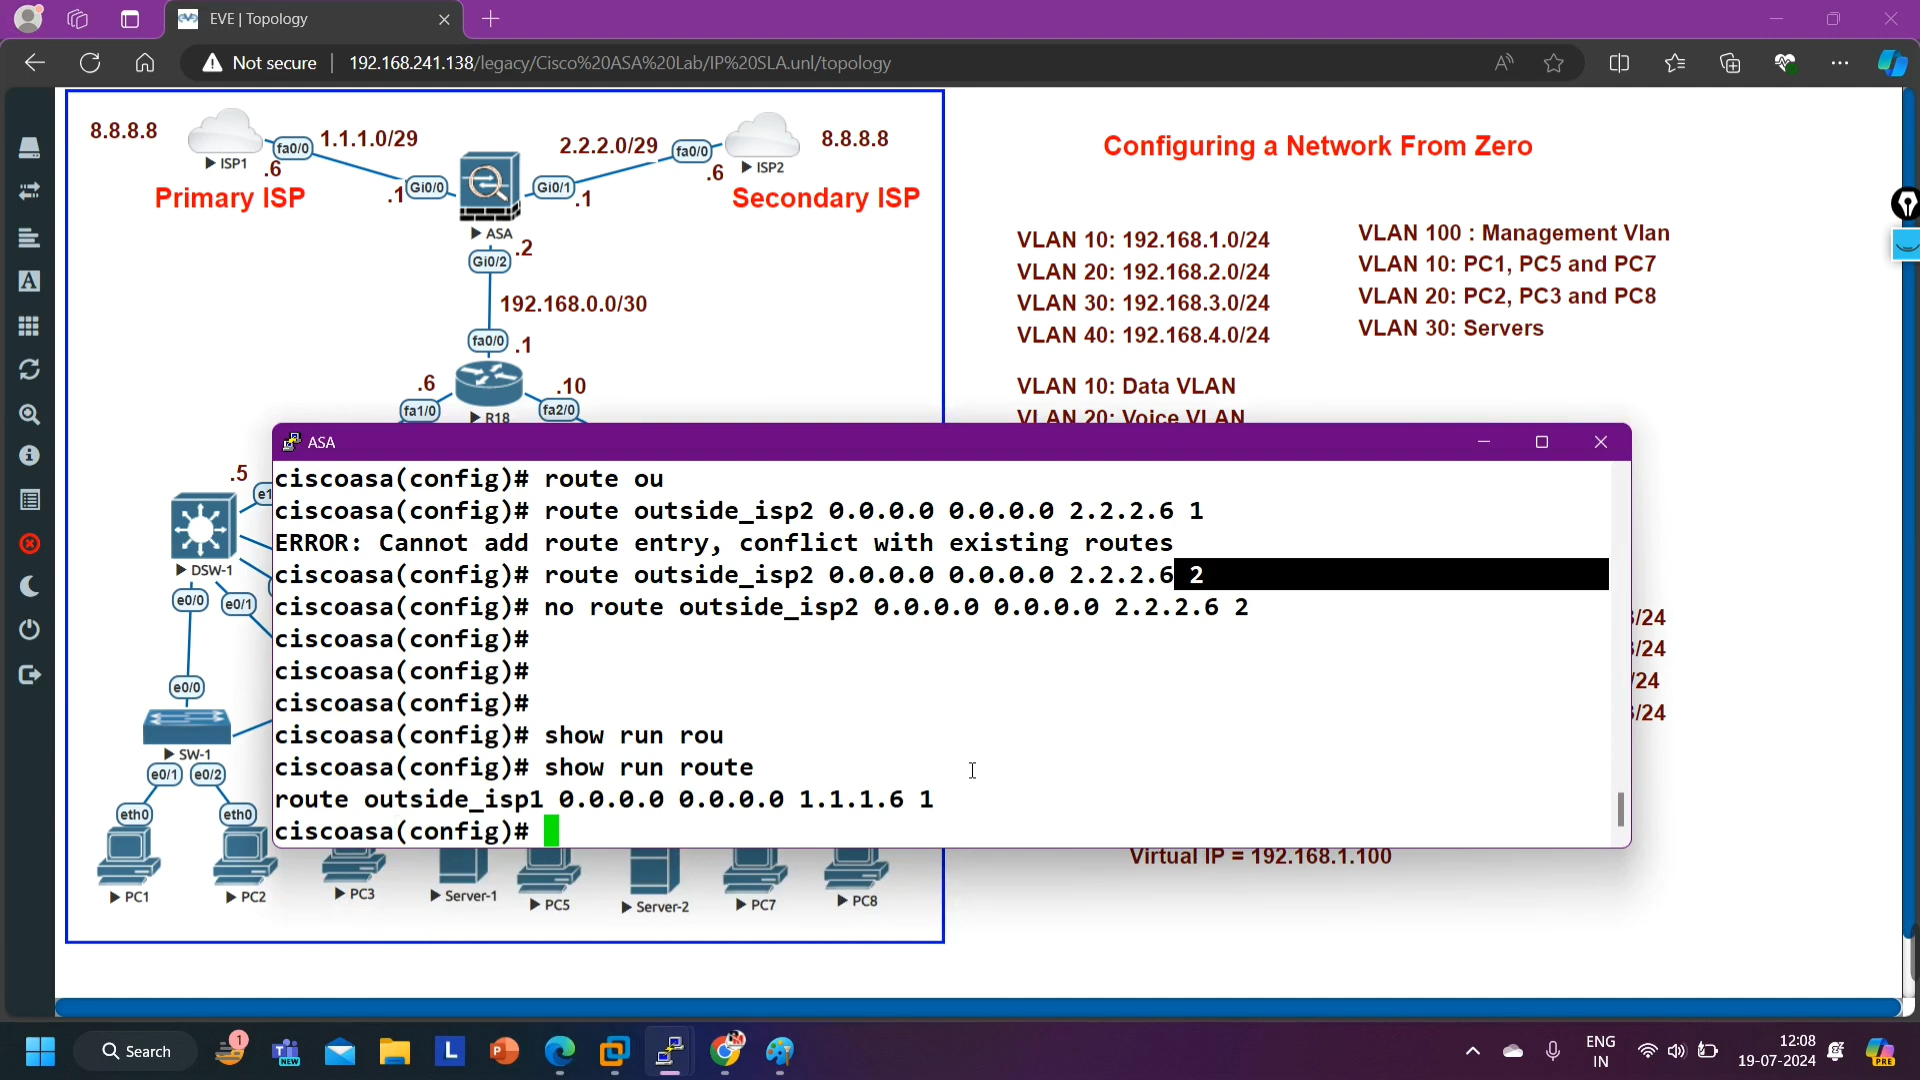 EVE | Topology
Not secure
192.168.241.138/legacy/Cisco%20ASA%20Lab/IP%20SLA.unl/topology
8.8.8.8
ISP1
fa0/0
1.1.1.0/29
.6
Primary ISP
.1
Gi0/0
ASA
Gi0/1
.1
2.2.2.0/29
fa0/0
.6
ISP2
8.8.8.8
Secondary ISP
.2
Gi0/2
192.168.0.0/30
fa0/0
.1
.6
.10
fa1/0
R18
fa2/0
Configuring a Network From Zero
VLAN 10: 192.168.1.0/24
VLAN 20: 192.168.2.0/24
VLAN 30: 192.168.3.0/24
VLAN 40: 192.168.4.0/24
VLAN 100 : Management Vlan
VLAN 10: PC1, PC5 and PC7
VLAN 20: PC2, PC3 and PC8
VLAN 30: Servers
VLAN 10: Data VLAN
VLAN 20: Voice VLAN
ASA
ciscoasa(config)# route ou
ciscoasa(config)# route outside_isp2 0.0.0.0 0.0.0.0 2.2.2.6 1
ERROR: Cannot add route entry, conflict with existing routes
ciscoasa(config)# route outside_isp2 0.0.0.0 0.0.0.0 2.2.2.6 2
ciscoasa(config)# no route outside_isp2 0.0.0.0 0.0.0.0 2.2.2.6 2
ciscoasa(config)#
ciscoasa(config)#
ciscoasa(config)#
ciscoasa(config)# show run rou
ciscoasa(config)# show run route
route outside_isp1 0.0.0.0 0.0.0.0 1.1.1.6 1
ciscoasa(config)#
.5
DSW-1
e0/0
e0/1
e0/0
SW-1
e0/1
e0/2
eth0
eth0
PC1
PC2
PC3
Server-1
PC5
Server-2
PC7
PC8
/24
/24
/24
/24
Virtual IP = 192.168.1.100
Search
1
NEW
L
P
ENG
IN
12:08
19-07-2024
PRE